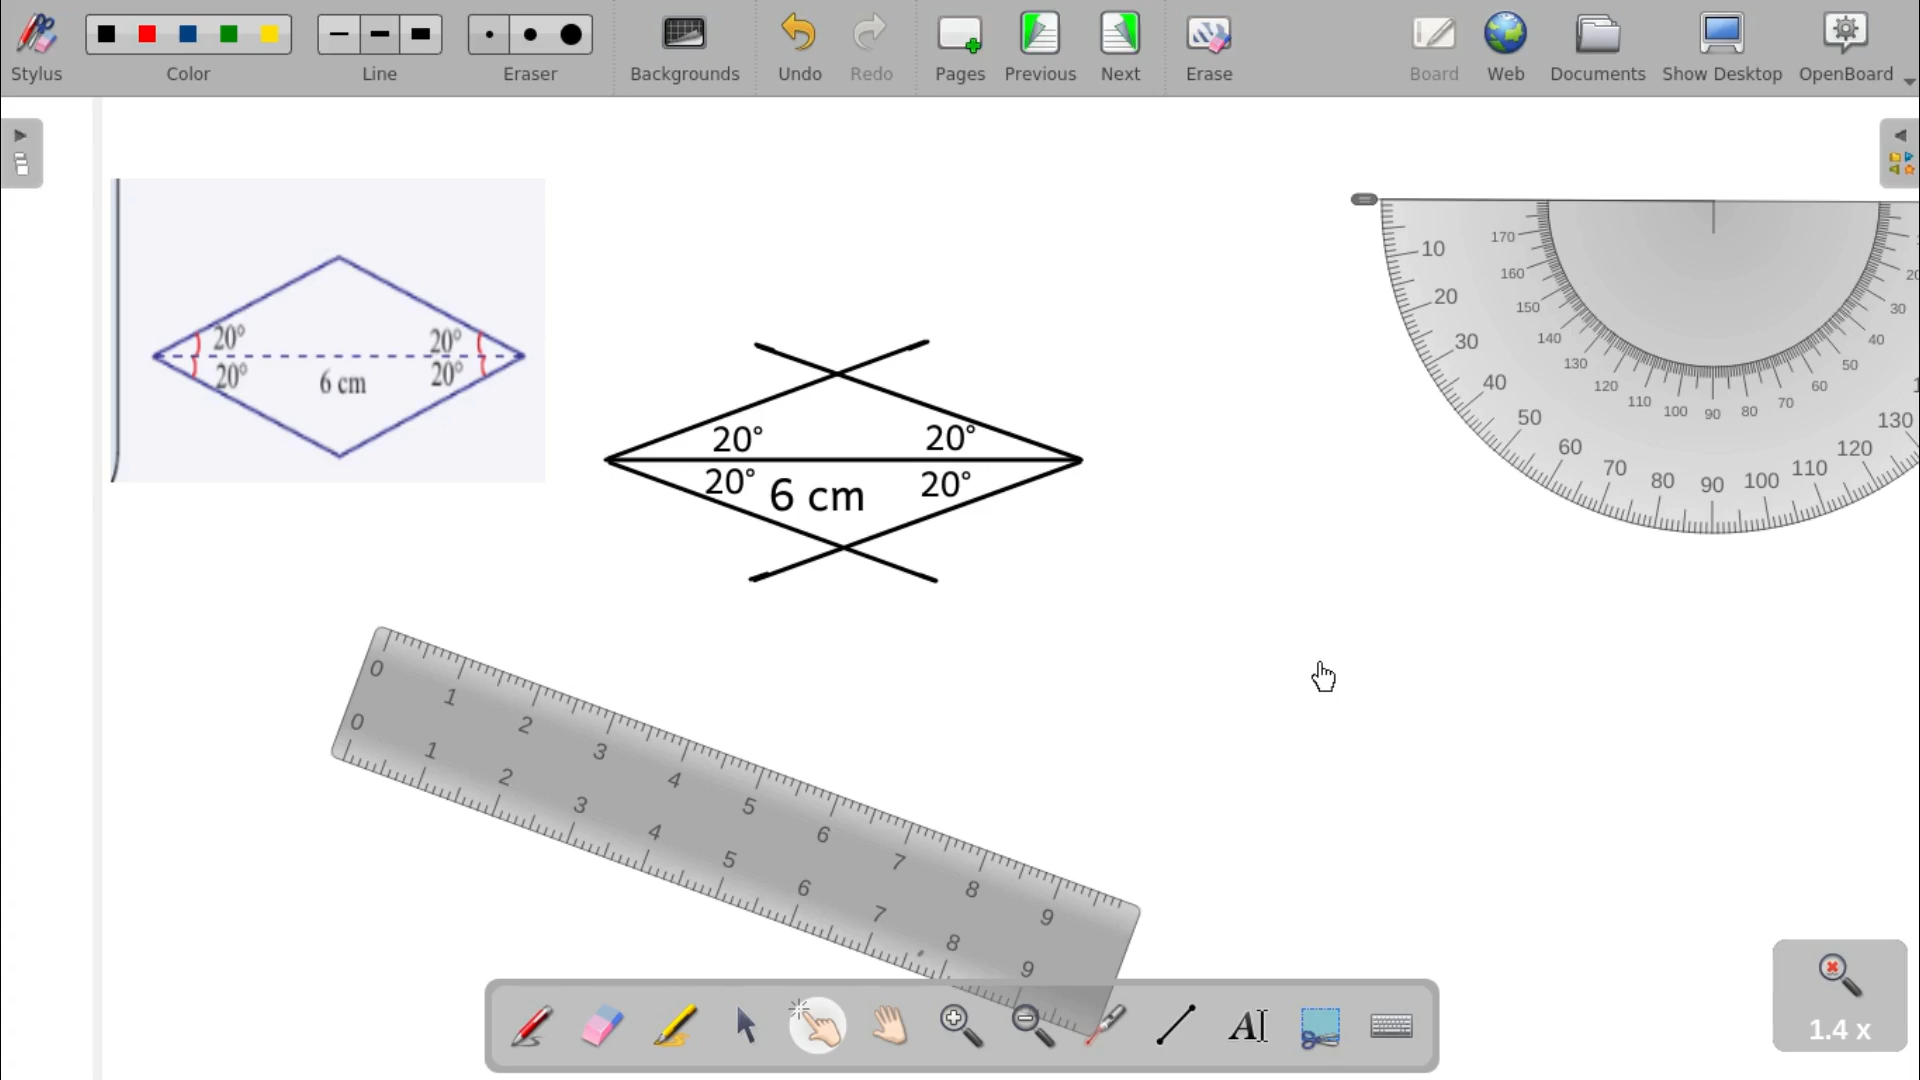 Stylus Color Line Eraser Backgrounds Undo Redo Pages Previous Next Erase Board Web Documents Show Desktop OpenBoard
20° 20°
20° 6 cm 20°
20° 20°
20° 6 cm 20°
10 20 30 40 50 60 70 80 90 100 110 120 130
170 160 150 140 130 120 110 100 90 80 70 60 50 40 30 20
0 1 2 3 4 5 6 7 8 9
0 1 2 3 4 5 6 7 8 9
A
1.4 x